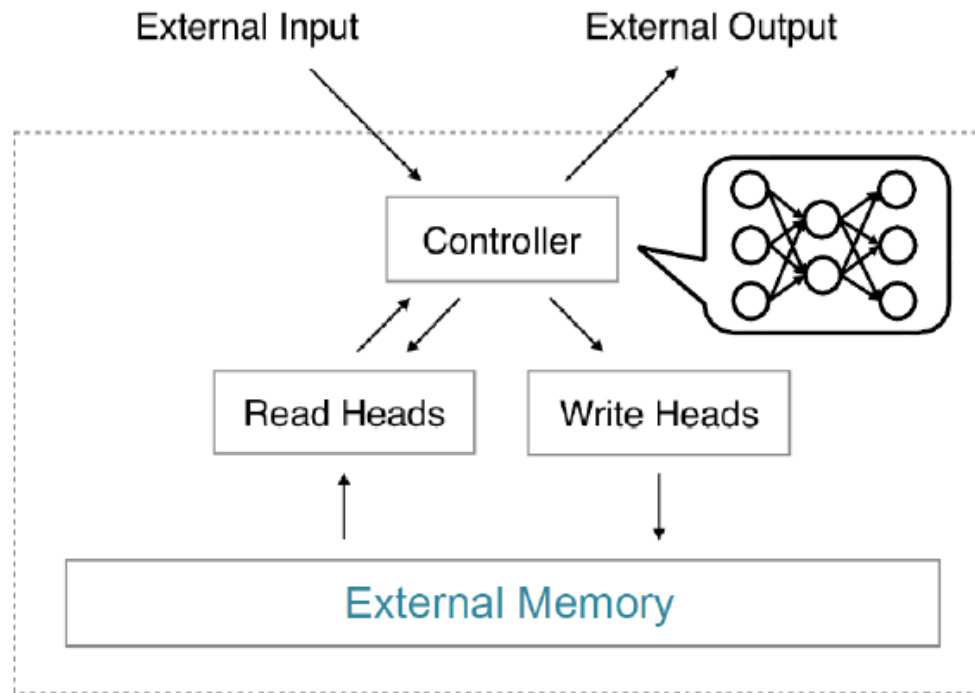 External Input
External Output
Controller
Read Heads
Write Heads
External Memory